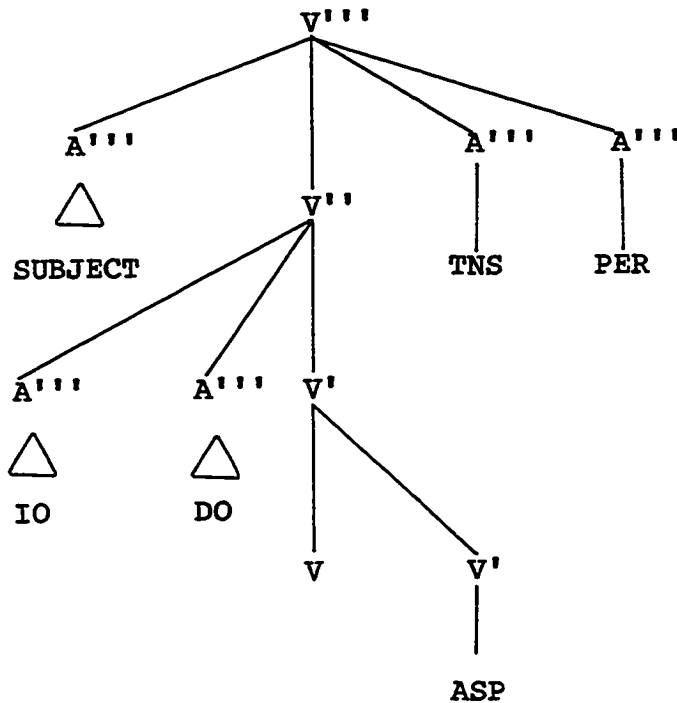 V'''
A''' A''' A'''
V''
SUBJECT TNS PER
A''' A''' V'
IO DO
V V'
ASP